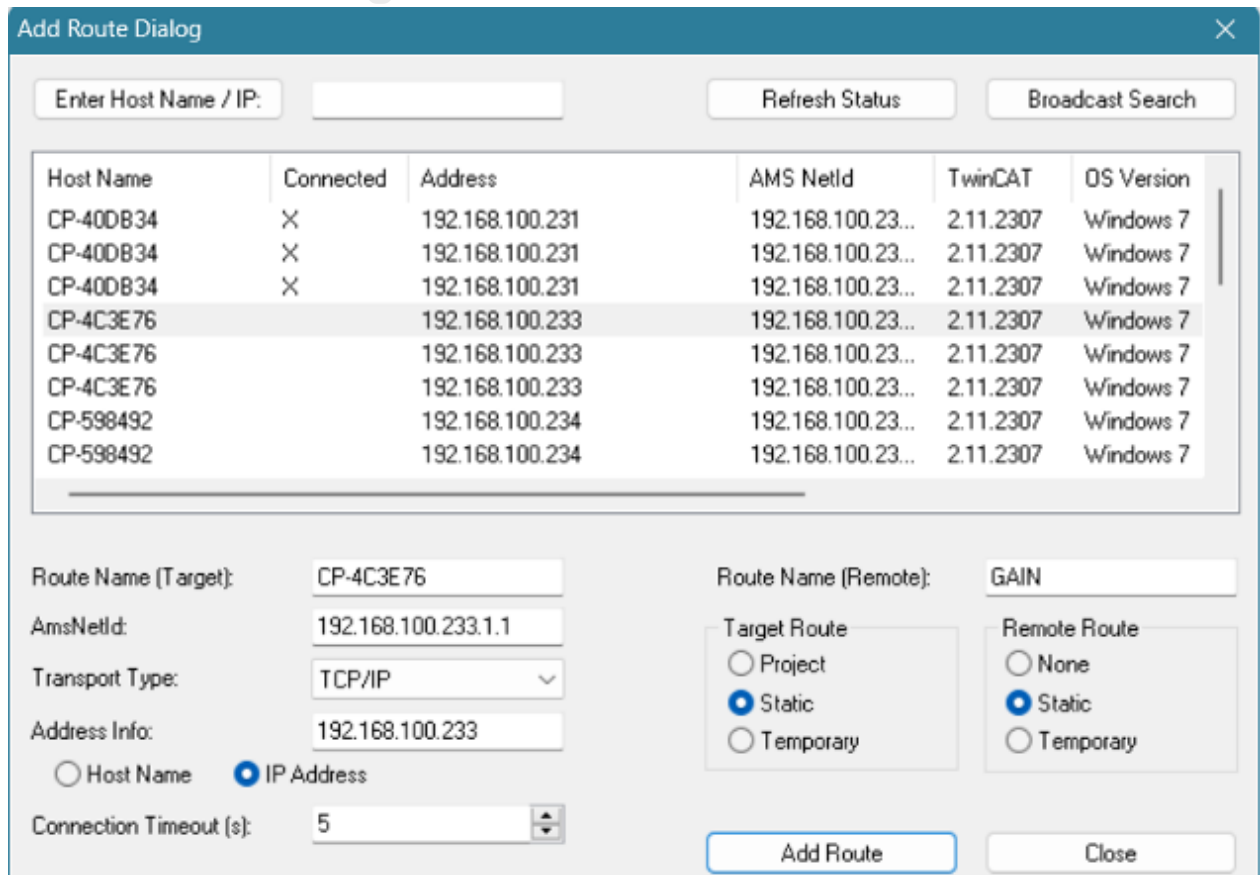 Add Route Dialog
Enter Host Name / IP: Refresh Status Broadcast Search
Host Name Connected Address AMS NetId TwinCAT OS Version
CP-40DB34 X 192.168.100.231 192.168.100.23... 2.11.2307 Windows 7
CP-40DB34 X 192.168.100.231 192.168.100.23... 2.11.2307 Windows 7
CP-40DB34 X 192.168.100.231 192.168.100.23... 2.11.2307 Windows 7
CP-4C3E76 192.168.100.233 192.168.100.23... 2.11.2307 Windows 7
CP-4C3E76 192.168.100.233 192.168.100.23... 2.11.2307 Windows 7
CP-4C3E76 192.168.100.233 192.168.100.23... 2.11.2307 Windows 7
CP-598492 192.168.100.234 192.168.100.23... 2.11.2307 Windows 7
CP-598492 192.168.100.234 192.168.100.23... 2.11.2307 Windows 7
Route Name (Target): CP-4C3E76 Route Name (Remote): GAIN
AmsNetId: 192.168.100.233.1.1 Target Route Remote Route
Transport Type: TCP/IP Project None
Address Info: 192.168.100.233 Static Static
Host Name IP Address Temporary Temporary
Connection Timeout (s): 5
Add Route Close